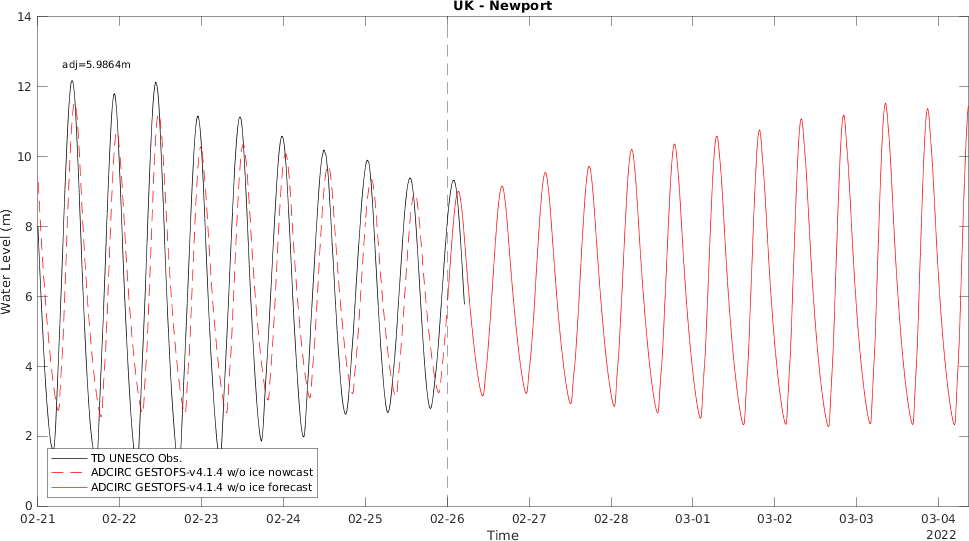 UK - Newport
14
12
10
8
6
4
2
0
Water Level (m)
adj=5.9864m
TD UNESCO Obs.
ADCIRC GESTOFS-v4.1.4 w/o ice nowcast
ADCIRC GESTOFS-v4.1.4 w/o ice forecast
02-21 02-22 02-23 02-24 02-25 02-26 02-27 02-28 03-01 03-02 03-03 03-04
Time
2022